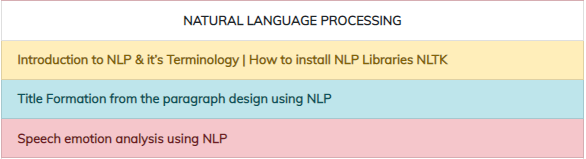 NATURAL LANGUAGE PROCESSING
Introduction to NLP & it's Terminology | How to install NLP Libraries NLTK
Title Formation from the paragraph design using NLP
Speech emotion analysis using NLP